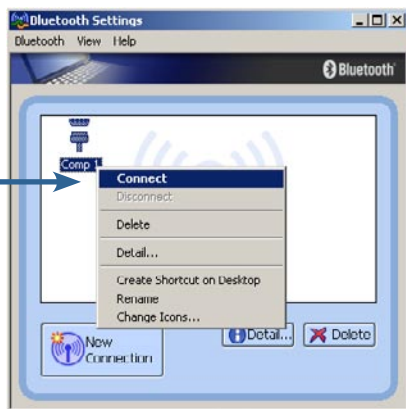 Bluetooth Settings
Bluetooth View Help
Bluetooth
Comp 1
Connect
Disconnect
Delete
Detail...
Create Shortcut on Desktop
Rename
Change Icons...
New
Connection
Detail...
Delete